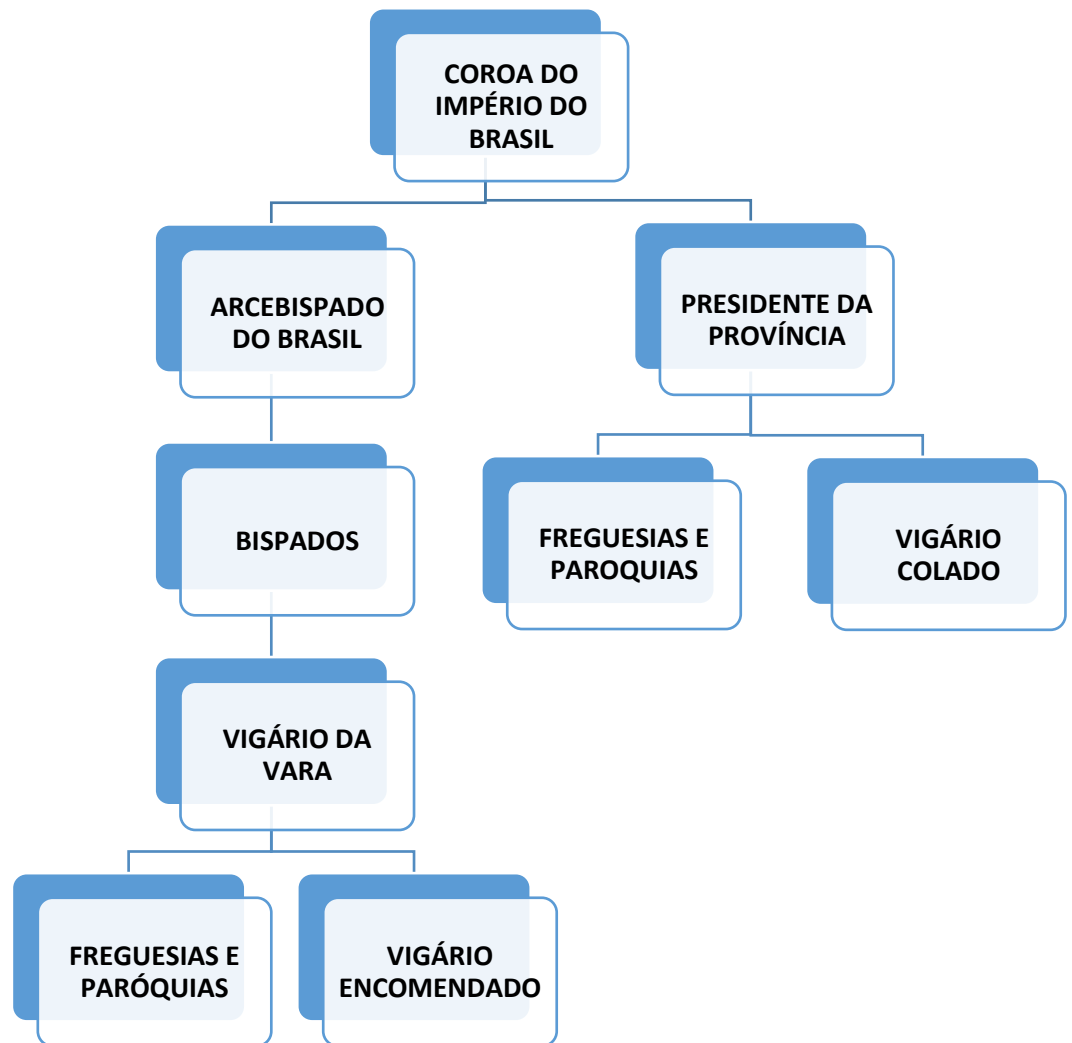 COROA DO
IMPÉRIO DO
BRASIL
ARCEBISPADO
DO BRASIL
PRESIDENTE DA
PROVÍNCIA
BISPADOS
FREGUESIAS E
PAROQUIAS
VIGÁRIO
COLADO
VIGÁRIO DA
VARA
FREGUESIAS E
PARÓQUIAS
VIGÁRIO
ENCOMENDADO